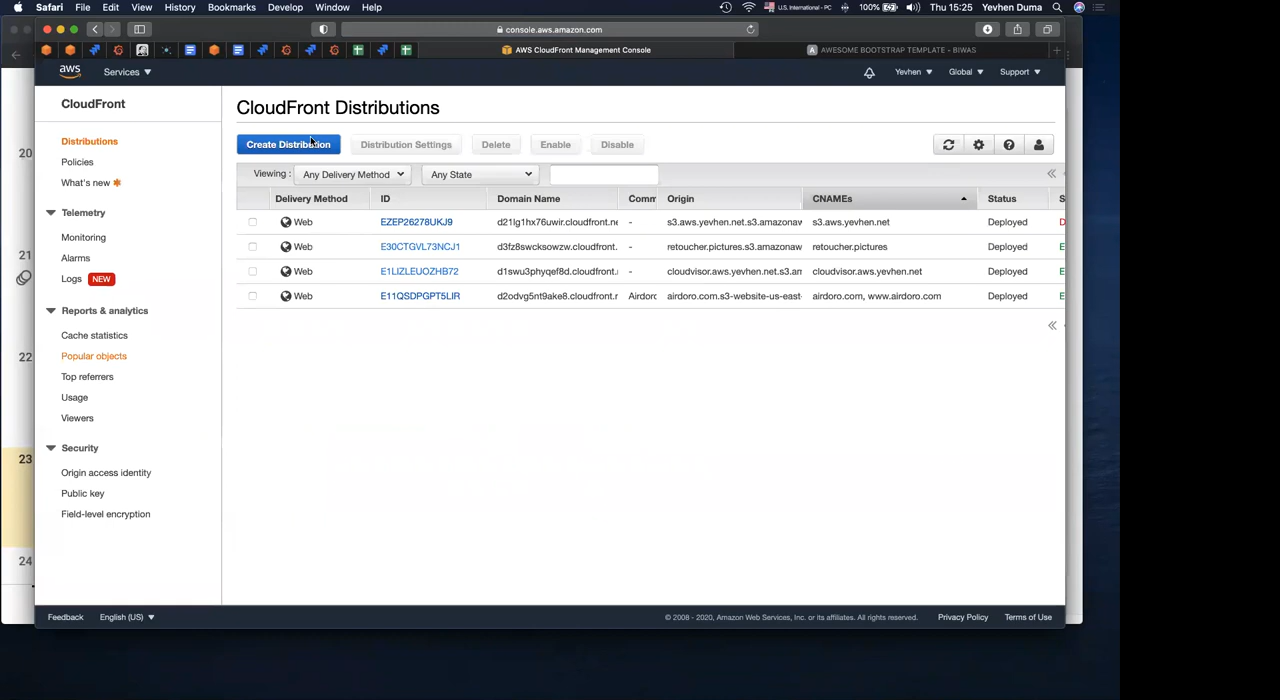 Safari File Edit View History Bookmarks Develop Window Help U.S. International - PC 100% Thu 15:25 Yevhen Duma
console.aws.amazon.com
AWS CloudFront Management Console AWESOME BOOTSTRAP TEMPLATE - BIWAS
aws Services Yevhen Global Support
CloudFront
CloudFront Distributions
Distributions
Create Distribution Distribution Settings Delete Enable Disable
Policies
Viewing : Any Delivery Method Any State
What's new
Delivery Method ID Domain Name Comm Origin CNAMEs Status S
Telemetry
Web EZEP26278UKJ9 d21lg1hx76uwir.cloudfront.ne - s3.aws.yevhen.net.s3.amazonaw s3.aws.yevhen.net Deployed D
Monitoring
Web E30CTGVL73NCJ1 d3fz8swcksowzw.cloudfront. - retoucher.pictures.s3.amazonaw retoucher.pictures Deployed E
Alarms
Web E1LIZLEUOZHB72 d1swu3phyqef8d.cloudfront. - cloudvisor.aws.yevhen.net.s3.am cloudvisor.aws.yevhen.net Deployed E
Logs NEW
Web E11QSDPGPT5LIR d2odvg5nt9ake8.cloudfront.r Airdoro airdoro.com.s3-website-us-east- airdoro.com, www.airdoro.com Deployed E
Reports & analytics
Cache statistics
Popular objects
Top referrers
Usage
Viewers
Security
Origin access identity
Public key
Field-level encryption
20
21
22
23
24
Feedback English (US) © 2008 - 2020, Amazon Web Services, Inc. or its affiliates. All rights reserved. Privacy Policy Terms of Use